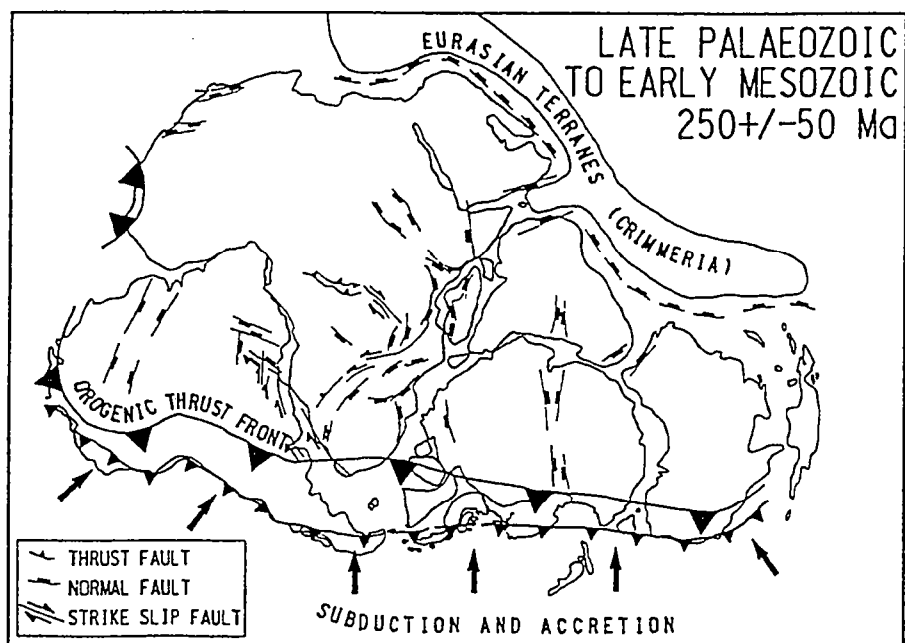 LATE PALAEOZOIC
TO EARLY MESOZOIC
250+/-50 Ma
EURASIAN TERRANES (CRIMMERIA)
OROGENIC THRUST FRONT
THRUST FAULT
NORMAL FAULT
STRIKE SLIP FAULT
SUBDUCTION AND ACCRETION